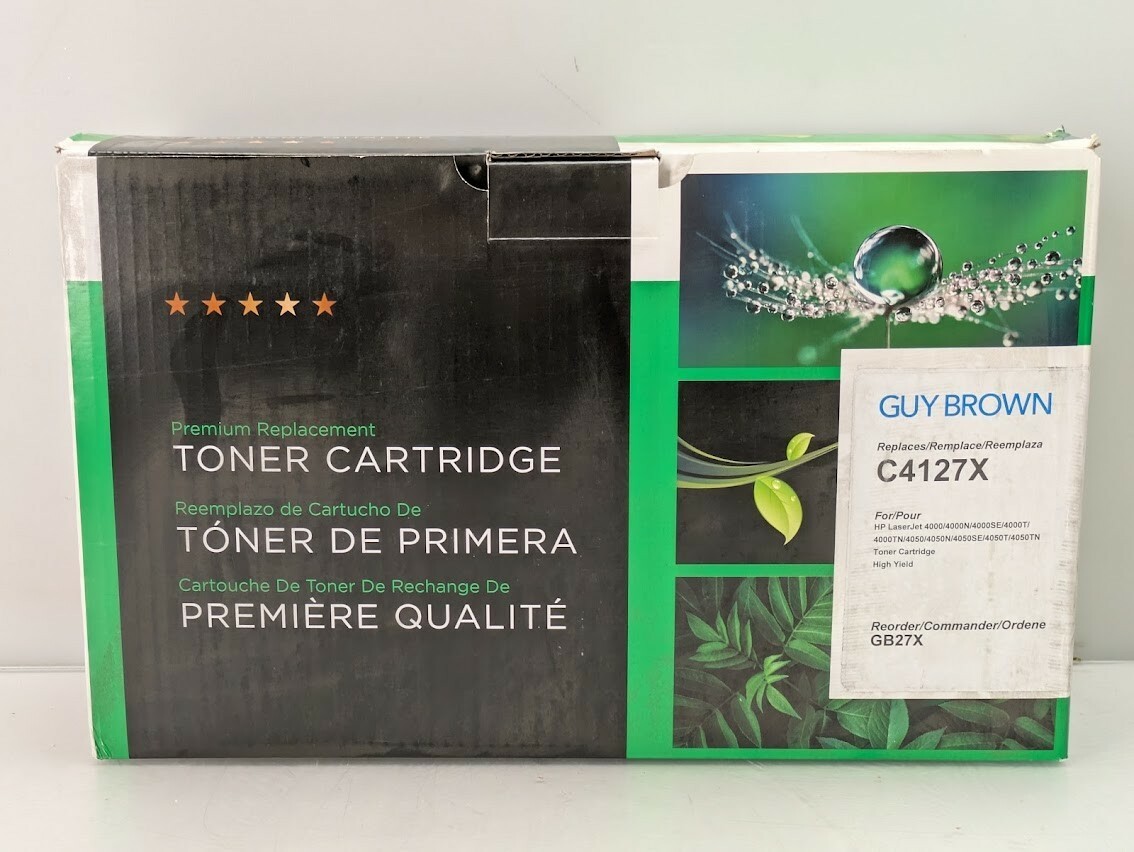 Premium Replacement
TONER CARTRIDGE
Reemplazo de Cartucho De
TÓNER DE PRIMERA
Cartouche De Toner De Rechange De
PREMIÈRE QUALITÉ
GUY BROWN
Replaces/Remplace/Reemplaza
C4127X
For/Pour
HP LaserJet 4000/4000N/4000SE/4000T/
4000TN/4050/4050N/4050SE/4050T/4050TN
Toner Cartridge
High Yield
Reorder/Commander/Ordene
GB27X